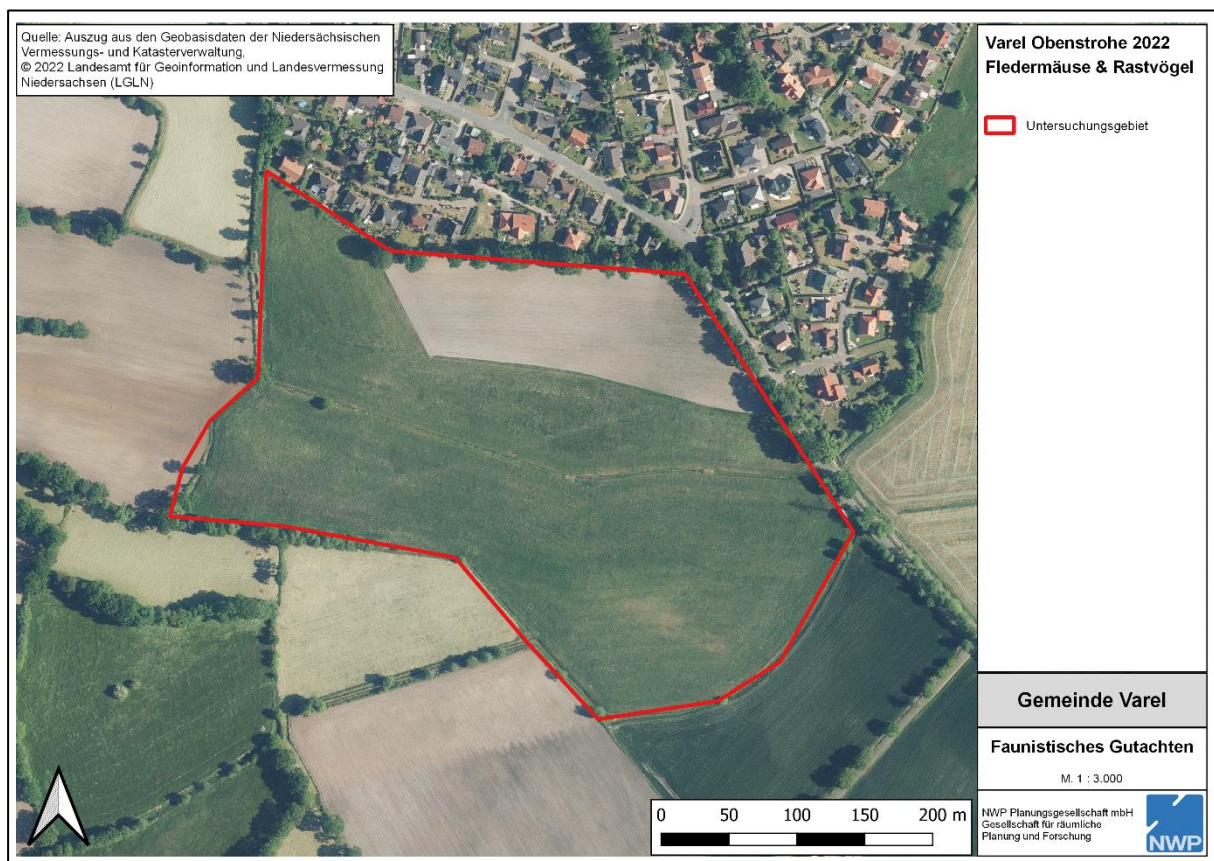 Quelle: Auszug aus den Geobasisdaten der Niedersächsischen
Vermessungs- und Katasterverwaltung,
© 2022 Landesamt für Geoinformation und Landesvermessung
Niedersachsen (LGLN)
Varel Obenstrohe 2022
Fledermäuse & Rastvögel
Untersuchungsgebiet
Gemeinde Varel
Faunistisches Gutachten
M. 1 : 3.000
NWP Planungsgesellschaft mbH
Gesellschaft für räumliche
Planung und Forschung
NWP
0 50 100 150 200 m